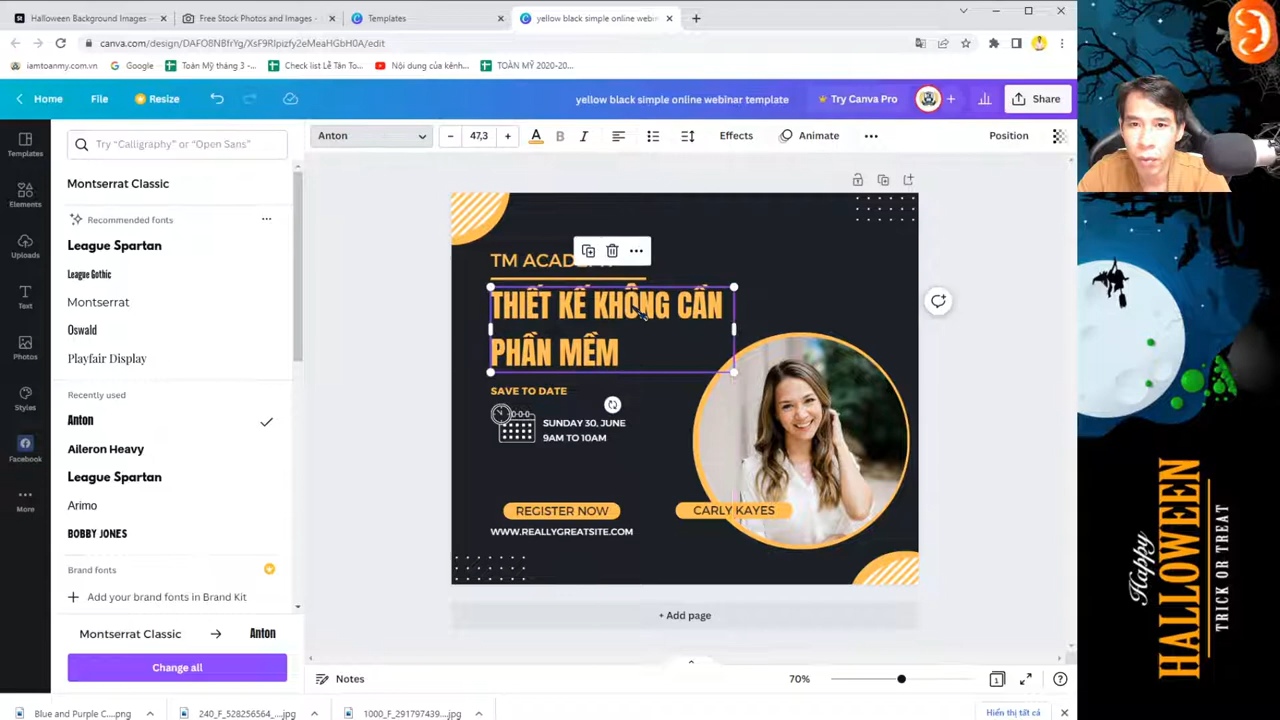 Halloween Background Images –
Free Stock Photos and Images -
Templates
yellow black simple online webin
canva.com/design/DAFO8NBfrYg/XsF9Rlpizfy2eMeaHGbH0A/edit
iamtoanmy.com.vn
Google
Toàn Mỹ tháng 3 -...
Check list Lễ Tân To...
Nội dung của kênh...
TOÀN MỸ 2020-20...
Home
File
Resize
yellow black simple online webinar template
Try Canva Pro
Share
Anton
47,3
A
B
I
Effects
Animate
Position
Templates
Elements
Uploads
Text
Photos
Styles
Facebook
More
Try “Calligraphy” or “Open Sans”
Montserrat Classic
Recommended fonts
League Spartan
League Gothic
Montserrat
Oswald
Playfair Display
Recently used
Anton
Aileron Heavy
League Spartan
Arimo
BOBBY JONES
Brand fonts
Add your brand fonts in Brand Kit
Montserrat Classic → Anton
Change all
THIẾT KẾ KHÔNG CẦN
PHẦN MỀM
SAVE TO DATE
SUNDAY 30, JUNE
9AM TO 10AM
REGISTER NOW
CARLY KAYES
WWW.REALLYGREATSITE.COM
+ Add page
Notes
70%
1
Blue and Purple C....png
240_F_528256564_...jpg
1000_F_291797439...jpg
Hiển thị tất cả
Happy
HALLOWEEN
TRICK OR TREAT